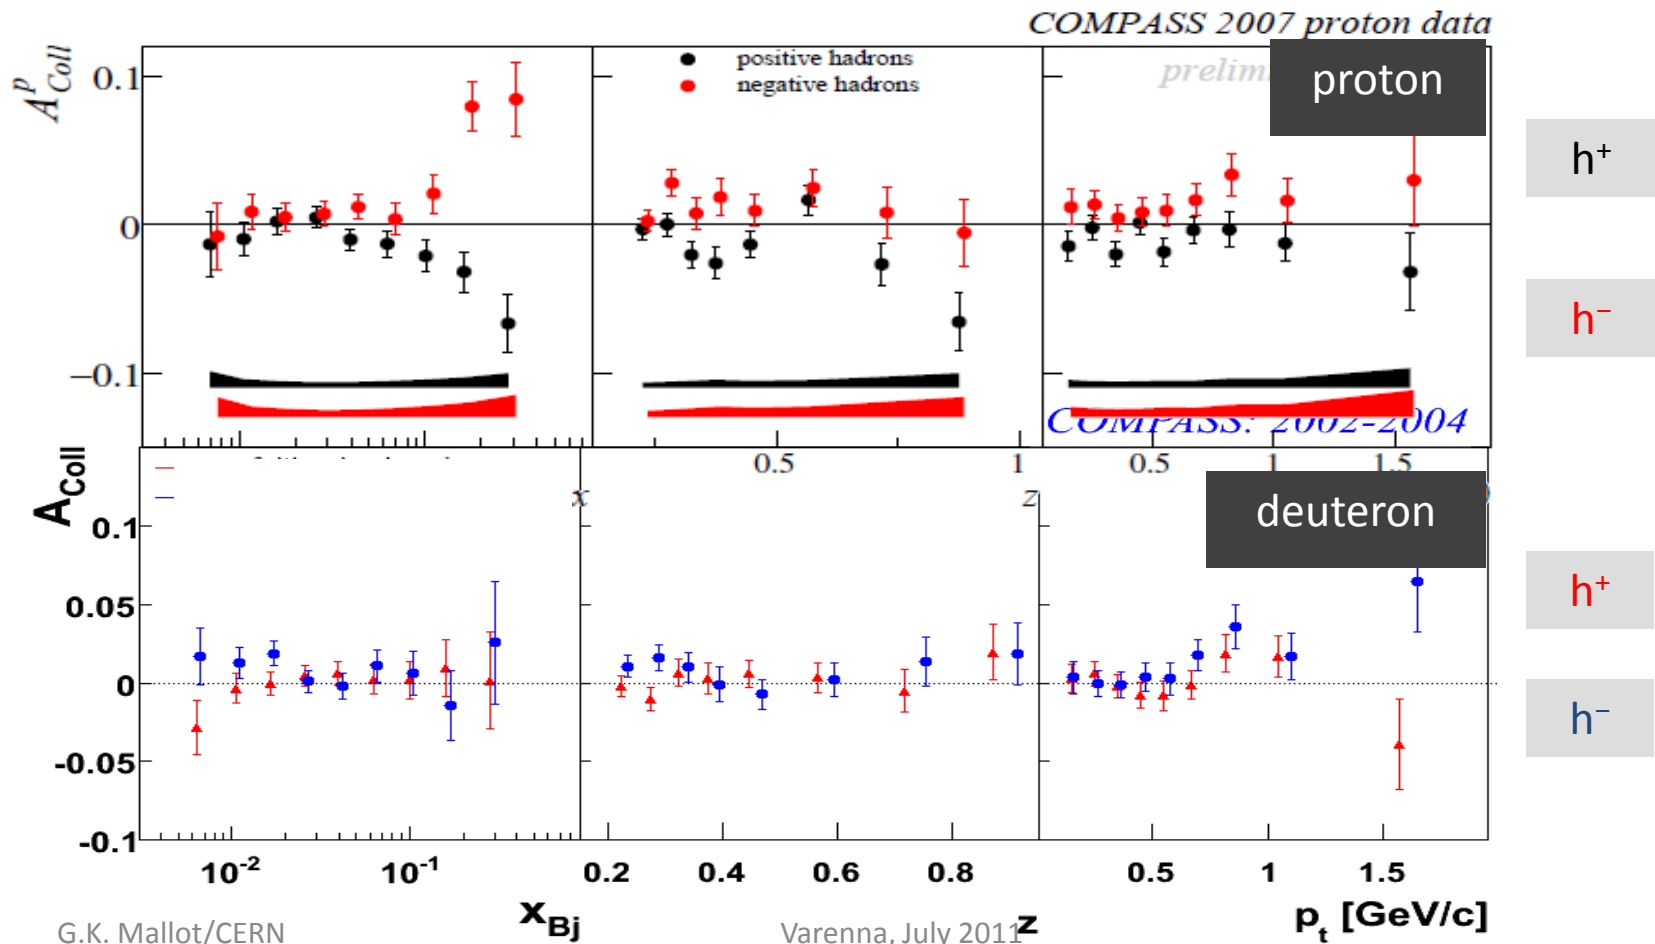 COMPASS 2007 proton data
A^p_Coll
0.1
0
−0.1
positive hadrons
negative hadrons
proton
h⁺
h⁻
COMPASS: 2002-2004
0.5
1
0.5
1
1.5
x
z
A_Coll
0.1
0.05
0
-0.05
-0.1
deuteron
h⁺
h⁻
10⁻²
10⁻¹
0.2
0.4
0.6
0.8
0.5
1
1.5
x_Bj
z
p_t [GeV/c]
G.K. Mallot/CERN
Varenna, July 2011